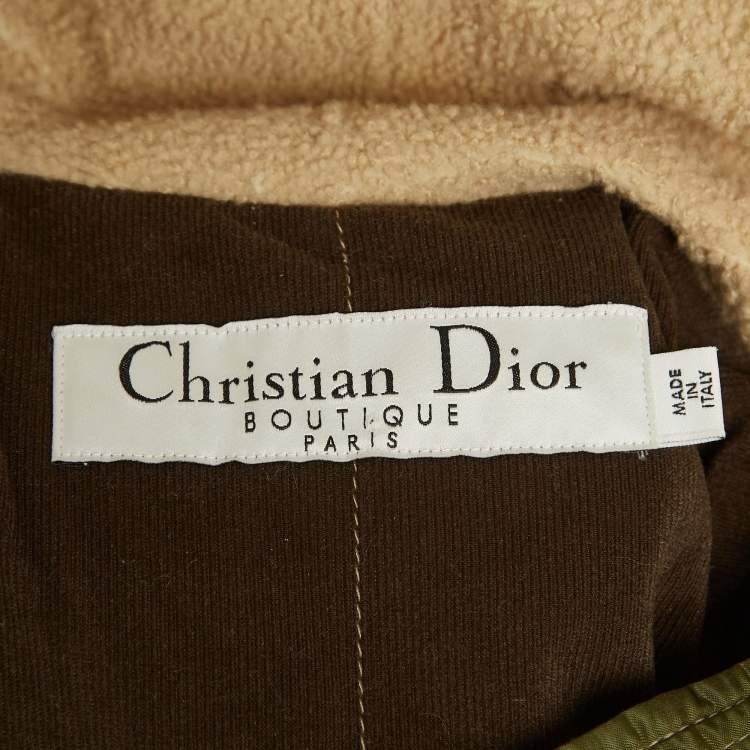 Christian Dior
BOUTIQUE
PARIS
MADE
IN
ITALY